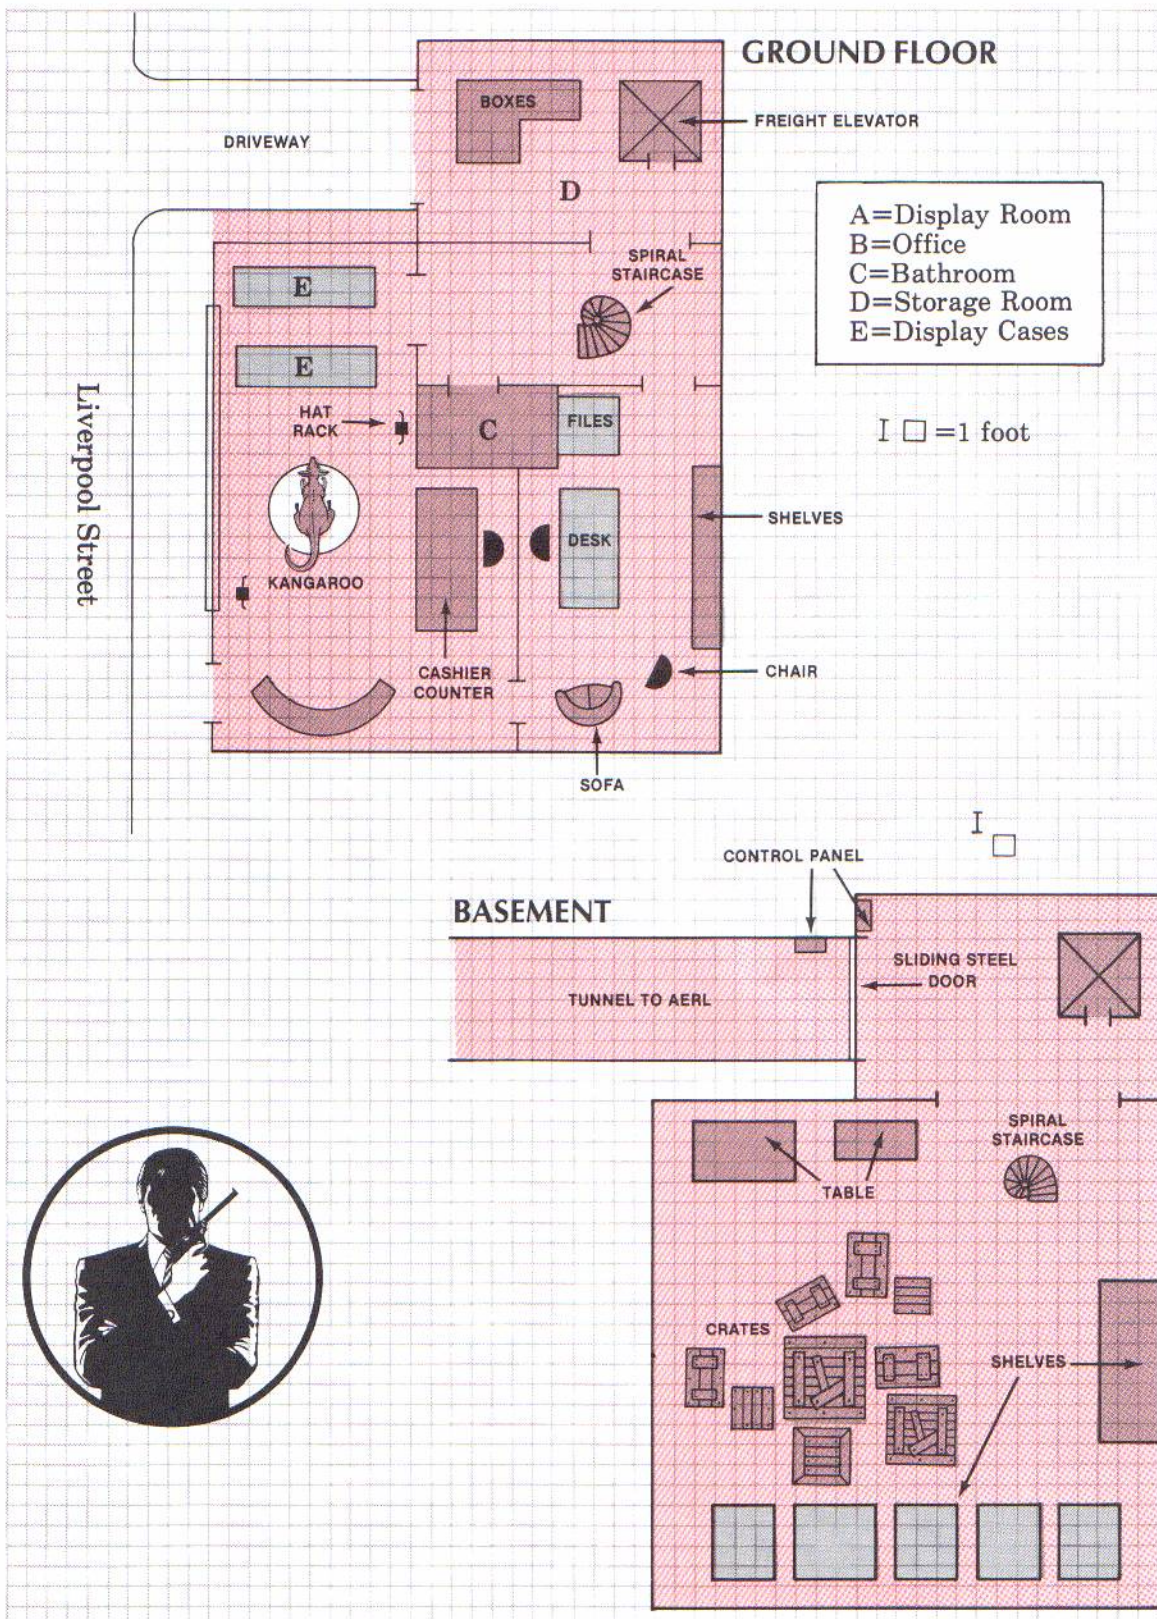 GROUND FLOOR
BOXES
FREIGHT ELEVATOR
DRIVEWAY
D
A=Display Room
B=Office
C=Bathroom
D=Storage Room
E=Display Cases
SPIRAL
STAIRCASE
E
E
Liverpool Street
HAT
RACK
C
FILES
I □ =1 foot
SHELVES
DESK
KANGAROO
CASHIER
COUNTER
CHAIR
SOFA
I □
CONTROL PANEL
BASEMENT
SLIDING STEEL
DOOR
TUNNEL TO AERL
SPIRAL
STAIRCASE
TABLE
CRATES
SHELVES